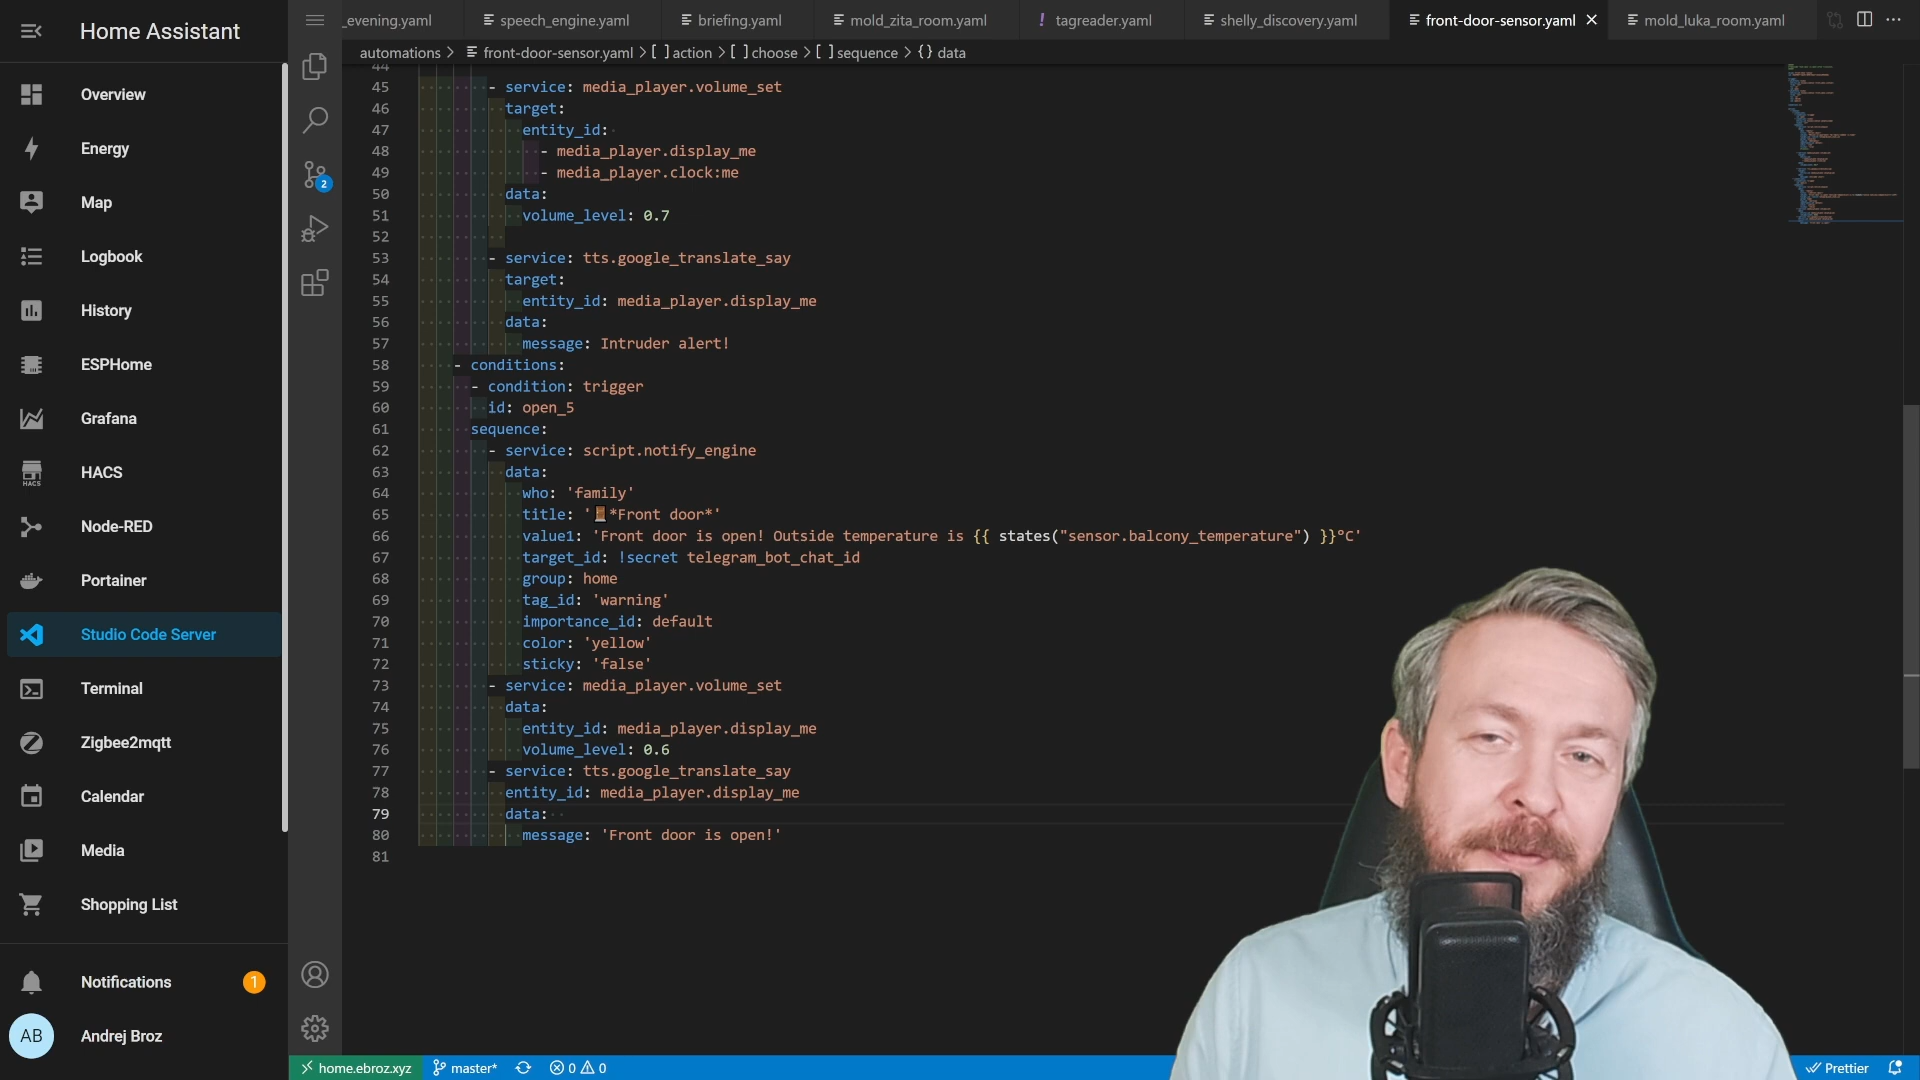 Home Assistant
Overview
Energy
Map
Logbook
History
ESPHome
Grafana
HACS
HACS
Node-RED
Portainer
Studio Code Server
Terminal
Zigbee2mqtt
Calendar
Media
Shopping List
Notifications
1
AB
Andrej Broz
2
_evening.yaml
speech_engine.yaml
briefing.yaml
mold_zita_room.yaml
! tagreader.yaml
shelly_discovery.yaml
front-door-sensor.yaml
mold_luka_room.yaml
automations > front-door-sensor.yaml > [ ] action > [ ] choose > [ ] sequence > {} data
44
45 - service: media_player.volume_set
46 target:
47 entity_id:
48 - media_player.display_me
49 - media_player.clock:me
50 data:
51 volume_level: 0.7
52
53 - service: tts.google_translate_say
54 target:
55 entity_id: media_player.display_me
56 data:
57 message: Intruder alert!
58 - conditions:
59 - condition: trigger
60 id: open_5
61 sequence:
62 - service: script.notify_engine
63 data:
64 who: 'family'
65 title: '🚪*Front door*'
66 value1: 'Front door is open! Outside temperature is {{ states("sensor.balcony_temperature") }}°C'
67 target_id: !secret telegram_bot_chat_id
68 group: home
69 tag_id: 'warning'
70 importance_id: default
71 color: 'yellow'
72 sticky: 'false'
73 - service: media_player.volume_set
74 data:
75 entity_id: media_player.display_me
76 volume_level: 0.6
77 - service: tts.google_translate_say
78 entity_id: media_player.display_me
79 data:
80 message: 'Front door is open!'
81
home.ebroz.xyz
master*
0
0
Prettier